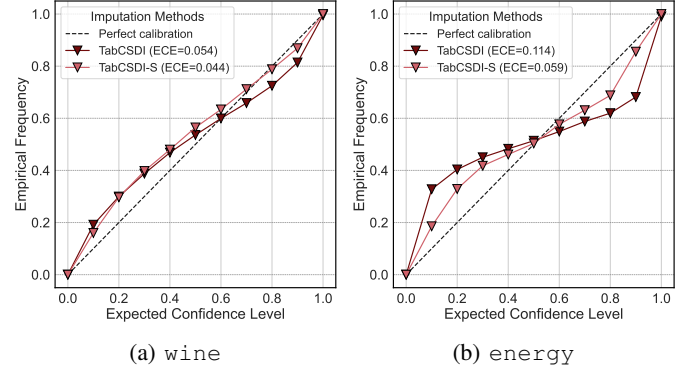 Imputation Methods
Perfect calibration
TabCSDI (ECE=0.054)
TabCSDI-S (ECE=0.044)
Empirical Frequency
1.0
0.8
0.6
0.4
0.2
0.0
0.0 0.2 0.4 0.6 0.8 1.0
Expected Confidence Level
(a) wine
Imputation Methods
Perfect calibration
TabCSDI (ECE=0.114)
TabCSDI-S (ECE=0.059)
Empirical Frequency
1.0
0.8
0.6
0.4
0.2
0.0
0.0 0.2 0.4 0.6 0.8 1.0
Expected Confidence Level
(b) energy